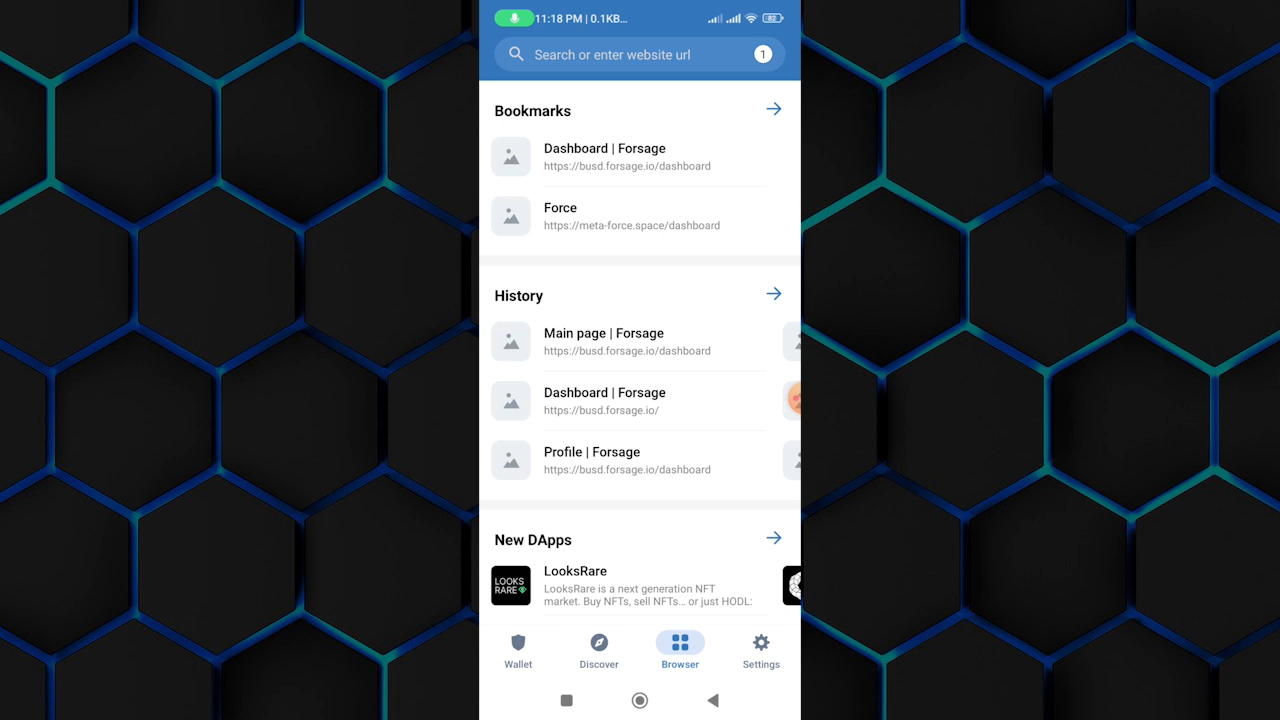 11:18 PM | 0.1KB...
82
Search or enter website url
1
Bookmarks
Dashboard | Forsage
https://busd.forsage.io/dashboard
Force
https://meta-force.space/dashboard
History
Main page | Forsage
https://busd.forsage.io/dashboard
Dashboard | Forsage
https://busd.forsage.io/
Profile | Forsage
https://busd.forsage.io/dashboard
New DApps
LOOKS
RARE
LooksRare
LooksRare is a next generation NFT
market. Buy NFTs, sell NFTs... or just HODL:
Wallet
Discover
Browser
Settings